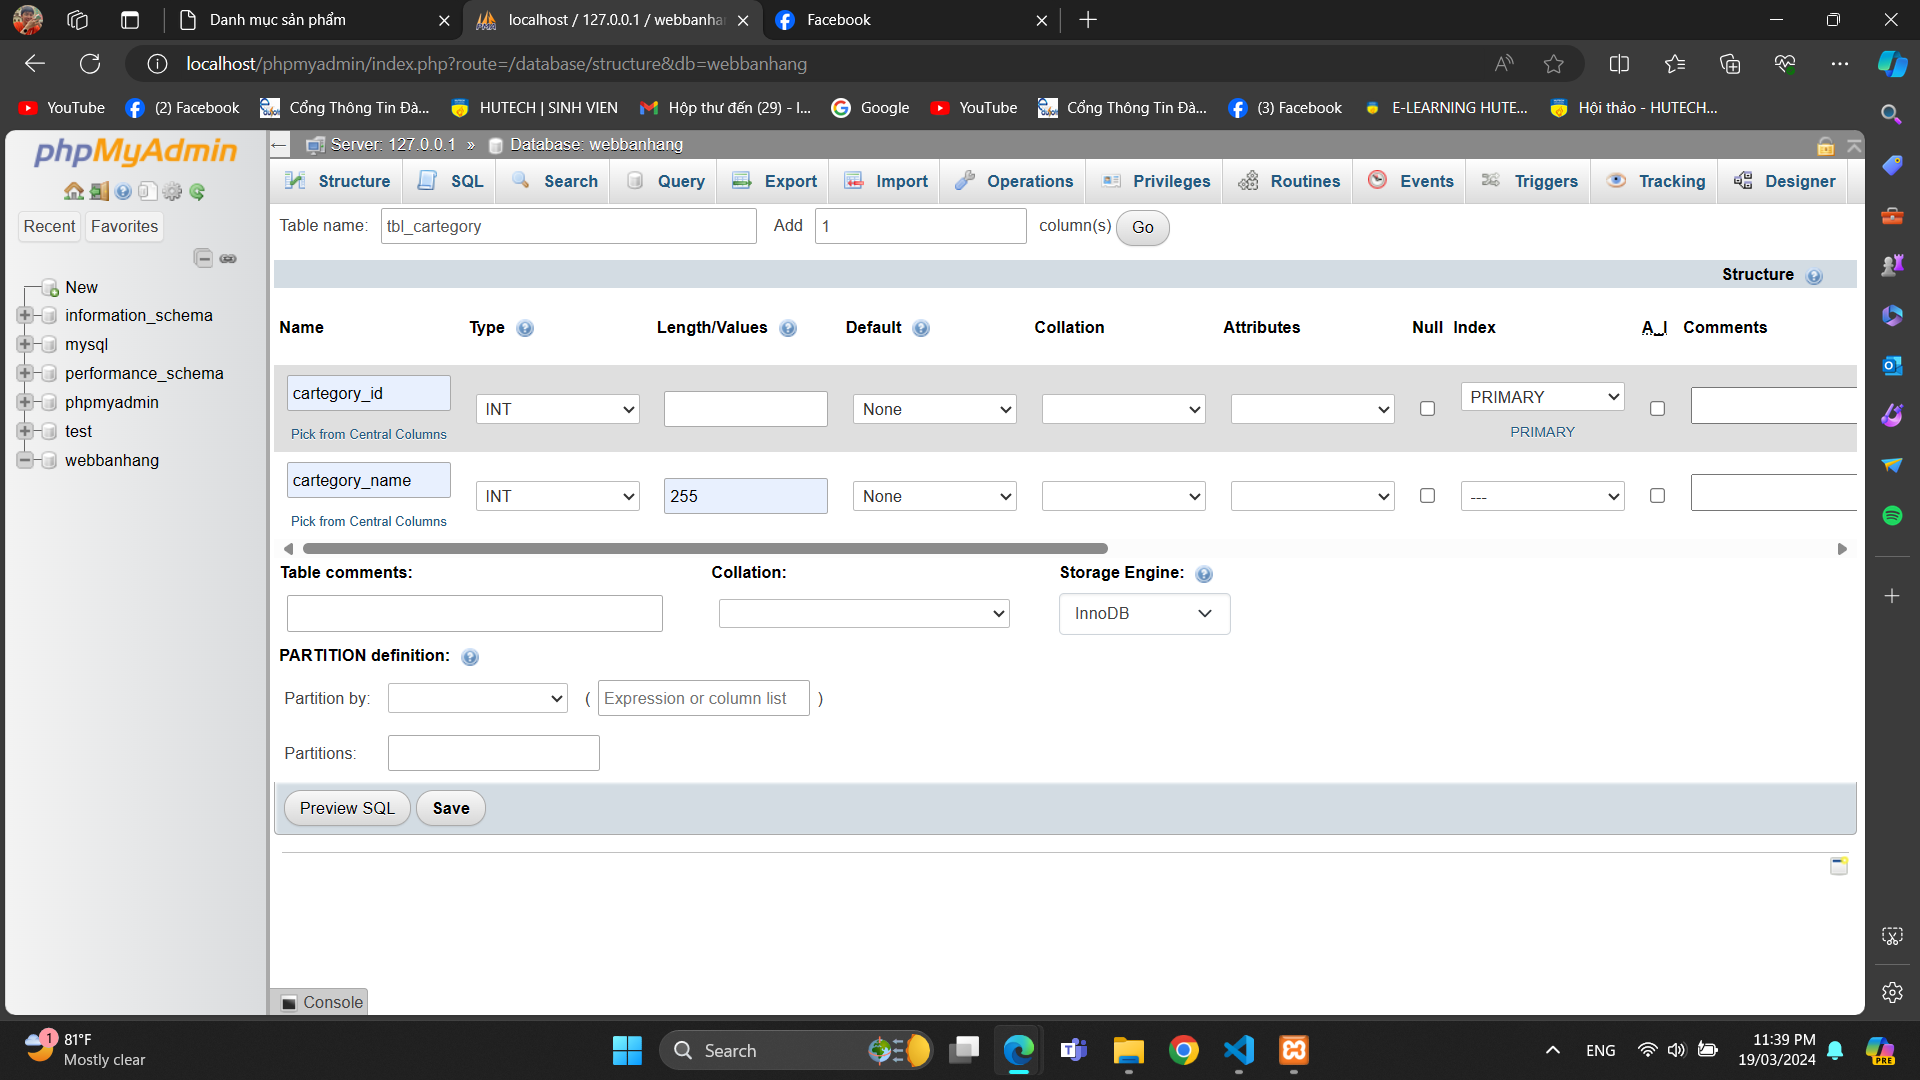 Danh mục sản phẩm
localhost / 127.0.0.1 / webbanhan
Facebook
localhost/phpmyadmin/index.php?route=/database/structure&db=webbanhang
YouTube
(2) Facebook
Cổng Thông Tin Đà...
HUTECH | SINH VIEN
Hộp thư đến (29) - l...
Google
YouTube
Cổng Thông Tin Đà...
(3) Facebook
E-LEARNING HUTE...
Hội thảo - HUTECH...
phpMyAdmin
Recent
Favorites
New
information_schema
mysql
performance_schema
phpmyadmin
test
webbanhang
Server: 127.0.0.1 » Database: webbanhang
Structure
SQL
Search
Query
Export
Import
Operations
Privileges
Routines
Events
Triggers
Tracking
Designer
Table name: tbl_cartegory Add 1 column(s) Go
Structure
Name Type Length/Values Default Collation Attributes Null Index A_I Comments
cartegory_id INT None PRIMARY
Pick from Central Columns PRIMARY
cartegory_name INT 255 None ---
Pick from Central Columns
Table comments: Collation: Storage Engine:
InnoDB
PARTITION definition:
Partition by: ( Expression or column list )
Partitions:
Preview SQL
Save
Console
1
81°F
Mostly clear
Search
ENG
11:39 PM
19/03/2024
PRE